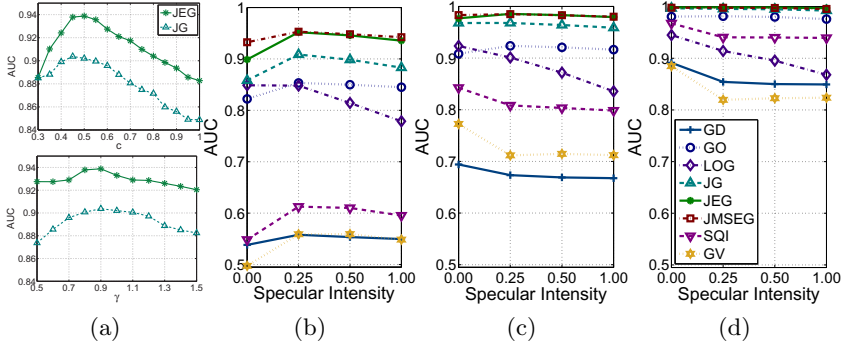 AUC
0.94
0.92
0.90
0.88
0.86
0.84
0.3 0.4 0.5 0.6 0.7 0.8 0.9 1
c
JEG
JG
AUC
0.94
0.92
0.90
0.88
0.86
0.84
0.5 0.7 0.9 1.1 1.3 1.5
γ
(a)
AUC
1
0.9
0.8
0.7
0.6
0.5
0.00 0.25 0.50 1.00
Specular Intensity
(b)
AUC
1
0.9
0.8
0.7
0.6
0.5
0.00 0.25 0.50 1.00
Specular Intensity
(c)
AUC
1
0.9
0.8
0.7
0.6
0.5
GD
GO
LOG
JG
JEG
JMSEG
SQI
GV
0.00 0.25 0.50 1.00
Specular Intensity
(d)